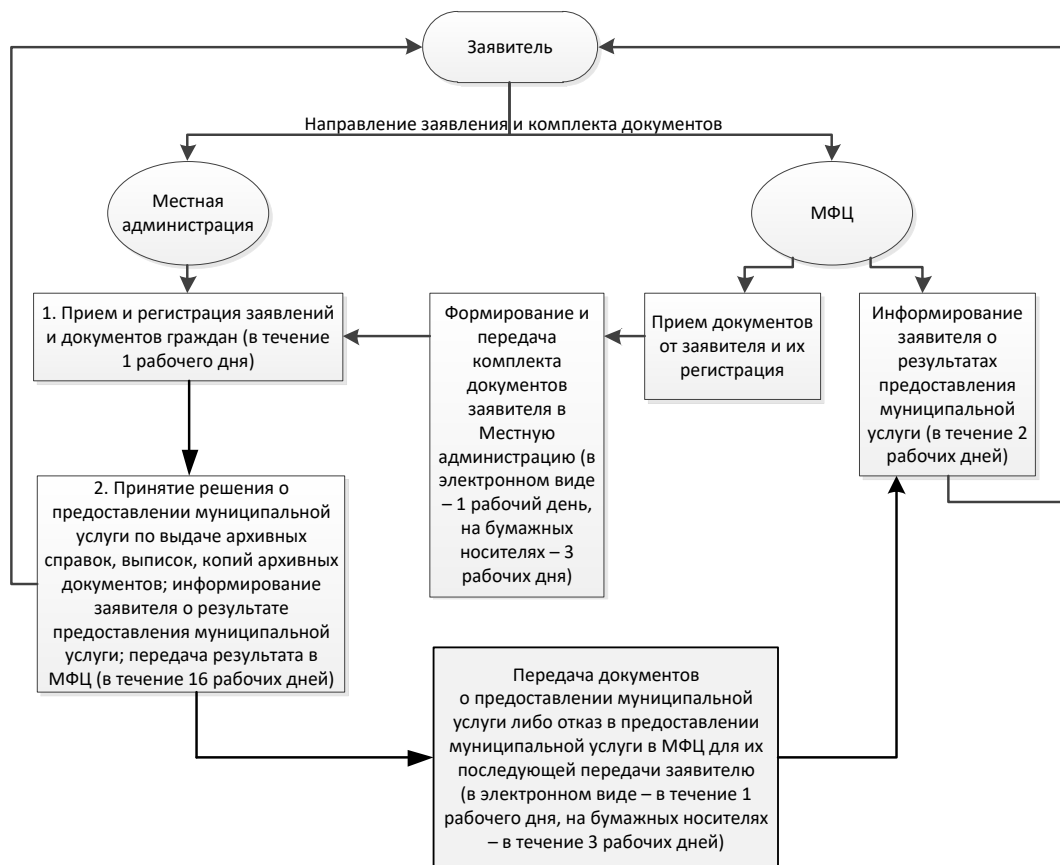 Заявитель
Направление заявления и комплекта документов
Местная
администрация
МФЦ
1. Прием и регистрация заявлений
и документов граждан (в течение
1 рабочего дня)
Формирование и
передача
комплекта
документов
заявителя в
Местную
администрацию (в
электронном виде
– 1 рабочий день,
на бумажных
носителях – 3
рабочих дня)
Прием документов
от заявителя и их
регистрация
Информирование
заявителя о
результатах
предоставления
муниципальной
услуги (в течение 2
рабочих дней)
2. Принятие решения о
предоставлении муниципальной
услуги по выдаче архивных
справок, выписок, копий архивных
документов; информирование
заявителя о результате
предоставления муниципальной
услуги; передача результата в
МФЦ (в течение 16 рабочих дней)
Передача документов
о предоставлении муниципальной
услуги либо отказ в предоставлении
муниципальной услуги в МФЦ для их
последующей передачи заявителю
(в электронном виде – в течение 1
рабочего дня, на бумажных носителях
– в течение 3 рабочих дней)